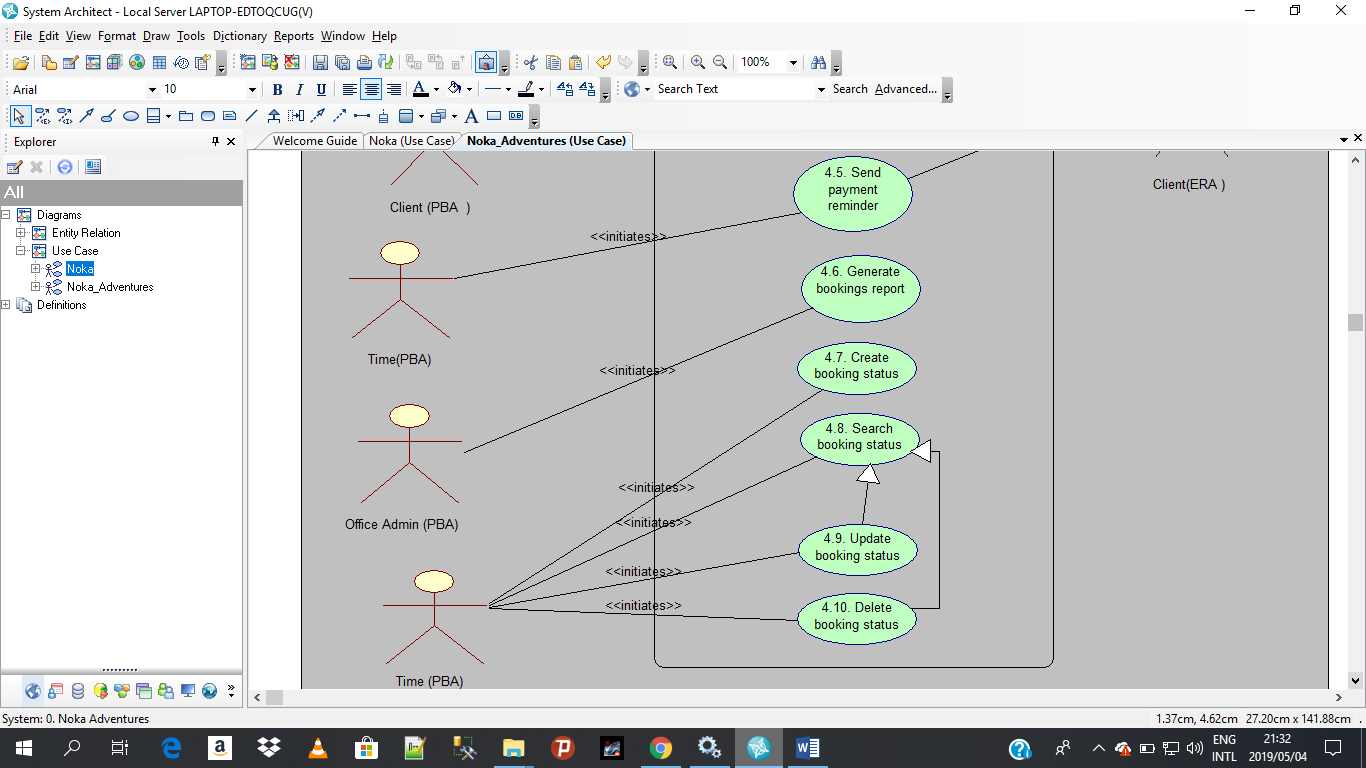 System Architect - Local Server LAPTOP-EDTOQCUG(V)
File Edit View Format Draw Tools Dictionary Reports Window Help
100%
Arial 10 B I U A Search Text Search Advanced...
A DB
Explorer
Welcome Guide Noka (Use Case) Noka_Adventures (Use Case)
All
Diagrams
Entity Relation
Use Case
Noka
Noka_Adventures
Definitions
Client (PBA )
Client(ERA )
4.5. Send
payment
reminder
<<initiates>>
Time(PBA)
4.6. Generate
bookings report
<<initiates>>
Office Admin (PBA)
4.7. Create
booking status
4.8. Search
booking status
<<initiates>>
<<initiates>>
4.9. Update
booking status
<<initiates>>
<<initiates>>
4.10. Delete
booking status
Time (PBA)
System: 0. Noka Adventures
1.37cm, 4.62cm 27.20cm x 141.88cm .
ENG
INTL
21:32
2019/05/04